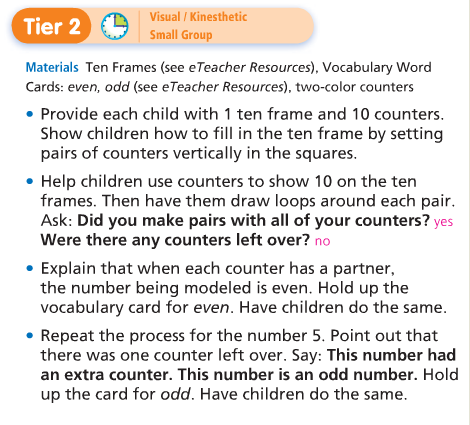 Tier 2
Visual / Kinesthetic
Small Group
Materials Ten Frames (see eTeacher Resources), Vocabulary Word
Cards: even, odd (see eTeacher Resources), two-color counters
• Provide each child with 1 ten frame and 10 counters.
Show children how to fill in the ten frame by setting
pairs of counters vertically in the squares.
• Help children use counters to show 10 on the ten
frames. Then have them draw loops around each pair.
Ask: Did you make pairs with all of your counters? yes
Were there any counters left over? no
• Explain that when each counter has a partner,
the number being modeled is even. Hold up the
vocabulary card for even. Have children do the same.
• Repeat the process for the number 5. Point out that
there was one counter left over. Say: This number had
an extra counter. This number is an odd number. Hold
up the card for odd. Have children do the same.